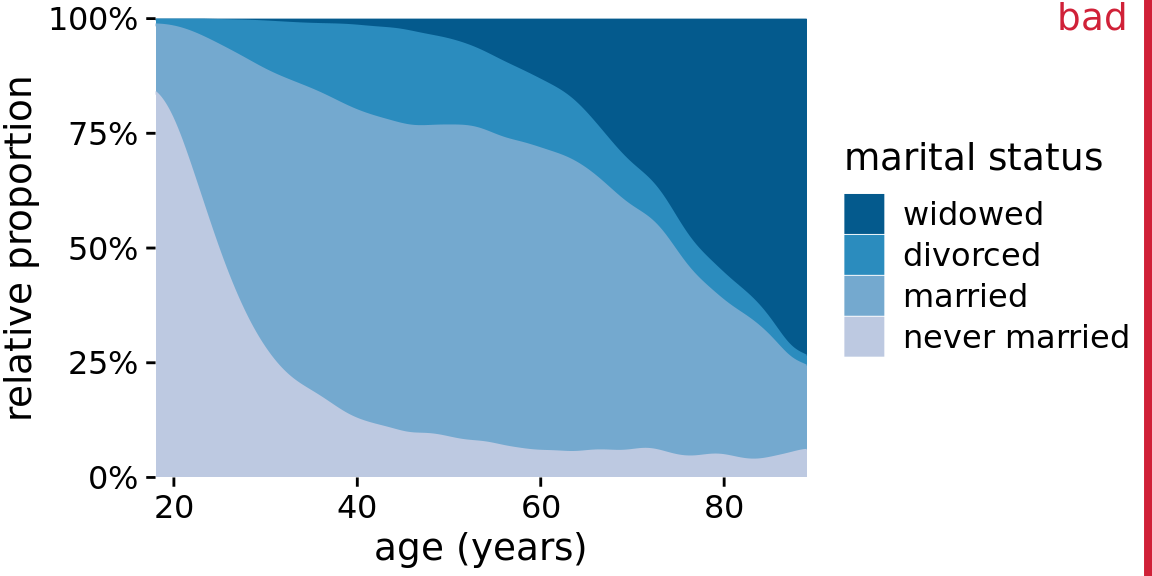 bad
100%
75%
50%
25%
0%
relative proportion
20 40 60 80
age (years)
marital status
widowed
divorced
married
never married